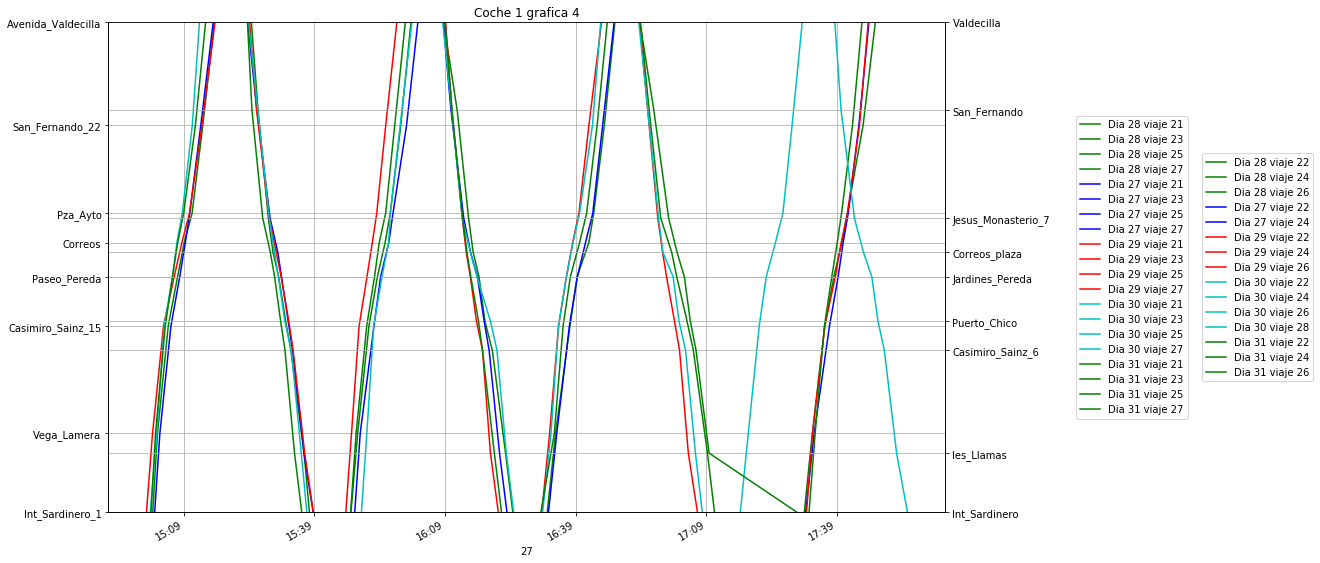 Coche 1 grafica 4
Avenida_Valdecilla
San_Fernando_22
Pza_Ayto
Correos
Paseo_Pereda
Casimiro_Sainz_15
Vega_Lamera
Int_Sardinero_1
Valdecilla
San_Fernando
Jesus_Monasterio_7
Correos_plaza
Jardines_Pereda
Puerto_Chico
Casimiro_Sainz_6
Ies_Llamas
Int_Sardinero
15:09
15:39
16:09
16:39
17:09
17:39
27
Dia 28 viaje 21
Dia 28 viaje 23
Dia 28 viaje 25
Dia 28 viaje 27
Dia 27 viaje 21
Dia 27 viaje 23
Dia 27 viaje 25
Dia 27 viaje 27
Dia 29 viaje 21
Dia 29 viaje 23
Dia 29 viaje 25
Dia 29 viaje 27
Dia 30 viaje 21
Dia 30 viaje 23
Dia 30 viaje 25
Dia 30 viaje 27
Dia 31 viaje 21
Dia 31 viaje 23
Dia 31 viaje 25
Dia 31 viaje 27
Dia 28 viaje 22
Dia 28 viaje 24
Dia 28 viaje 26
Dia 27 viaje 22
Dia 27 viaje 24
Dia 29 viaje 22
Dia 29 viaje 24
Dia 29 viaje 26
Dia 30 viaje 22
Dia 30 viaje 24
Dia 30 viaje 26
Dia 30 viaje 28
Dia 31 viaje 22
Dia 31 viaje 24
Dia 31 viaje 26